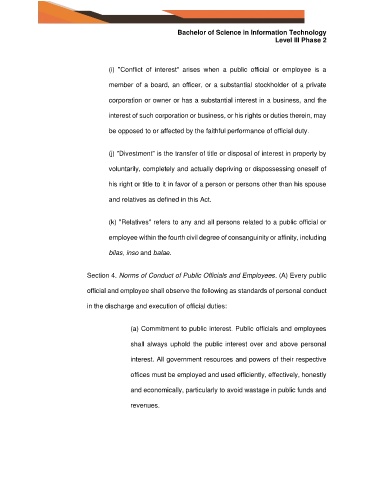 Bachelor of Science in Information Technology
Level III Phase 2
(i) "Conflict of interest" arises when a public official or employee is a
member of a board, an officer, or a substantial stockholder of a private
corporation or owner or has a substantial interest in a business, and the
interest of such corporation or business, or his rights or duties therein, may
be opposed to or affected by the faithful performance of official duty.
(j) "Divestment" is the transfer of title or disposal of interest in property by
voluntarily, completely and actually depriving or dispossessing oneself of
his right or title to it in favor of a person or persons other than his spouse
and relatives as defined in this Act.
(k) "Relatives" refers to any and all persons related to a public official or
employee within the fourth civil degree of consanguinity or affinity, including
bilas, inso and balae.
Section 4. Norms of Conduct of Public Officials and Employees. (A) Every public
official and employee shall observe the following as standards of personal conduct
in the discharge and execution of official duties:
(a) Commitment to public interest. Public officials and employees
shall always uphold the public interest over and above personal
interest. All government resources and powers of their respective
offices must be employed and used efficiently, effectively, honestly
and economically, particularly to avoid wastage in public funds and
revenues.